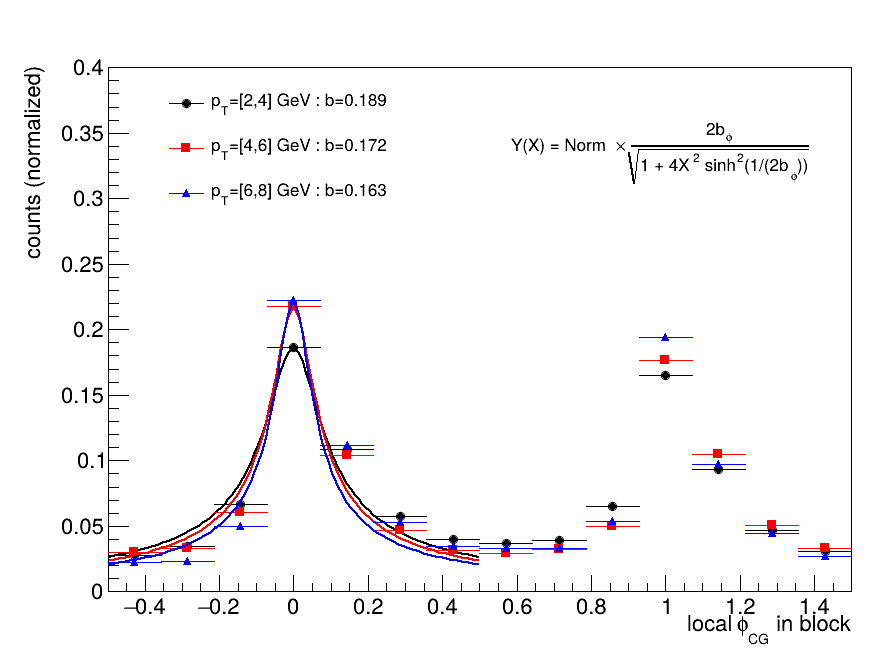 0.4
0.35
0.3
0.25
0.2
0.15
0.1
0.05
0
counts (normalized)
p_T=[2,4] GeV : b=0.189
p_T=[4,6] GeV : b=0.172
p_T=[6,8] GeV : b=0.163
Y(X) = Norm × 2b_ϕ / √(1 + 4X² sinh²(1/(2b_ϕ)))
−0.4 −0.2 0 0.2 0.4 0.6 0.8 1 1.2 1.4
local ϕ_CG in block